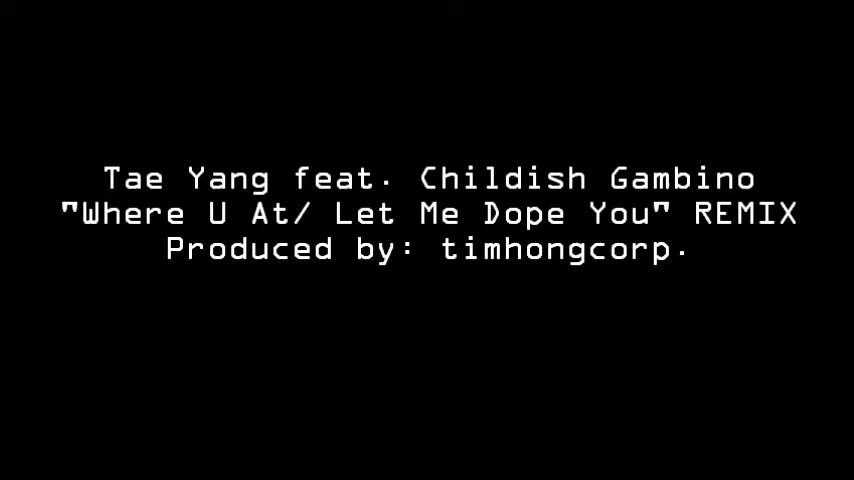 Tae Yang feat. Childish Gambino
"Where U At/ Let Me Dope You" REMIX
Produced by: timhongcorp.